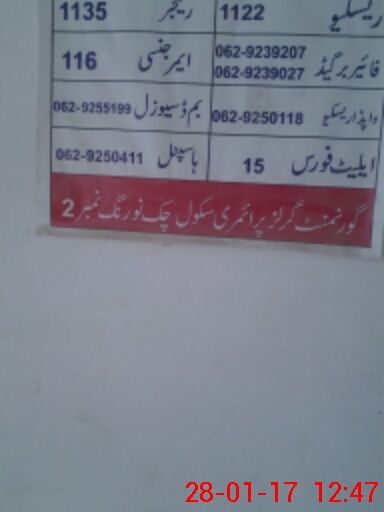 ریسکیو 1122 رینجر 1135
فائیر بریگیڈ 062-9239207 ایمرجنسی 116
062-9239027
واپڈا ریسکیو 062-9250118 بم ڈسپوزل 062-9255199
ایلیٹ فورس 15 ہاسپٹل 062-9250411
گورنمنٹ گرلز پرائمری سکول چک نورنگ نمبر 2
28-01-17 12:47